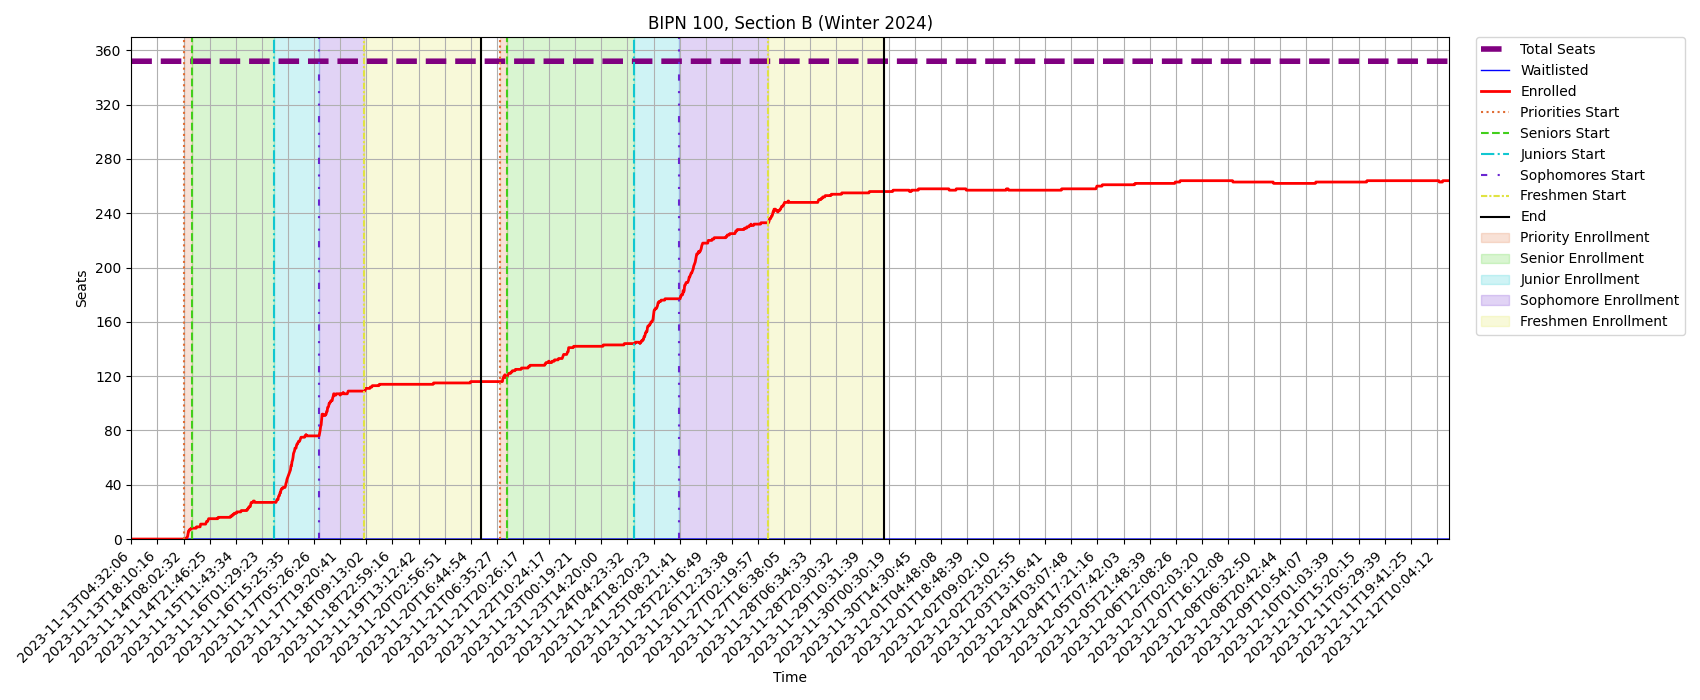 BIPN 100, Section B (Winter 2024)
360
320
280
240
200
160
120
80
40
0
Seats
2023-11-13T04:32:06
2023-11-13T18:10:16
2023-11-14T08:02:32
2023-11-14T21:46:25
2023-11-15T11:43:34
2023-11-16T01:29:23
2023-11-16T15:25:35
2023-11-17T05:26:26
2023-11-17T19:20:41
2023-11-18T09:13:02
2023-11-18T22:59:16
2023-11-19T13:12:42
2023-11-20T02:56:51
2023-11-20T16:44:54
2023-11-21T06:35:27
2023-11-21T20:26:17
2023-11-22T10:24:17
2023-11-23T00:19:21
2023-11-23T14:20:00
2023-11-24T04:23:32
2023-11-24T18:20:23
2023-11-25T08:21:41
2023-11-25T22:16:49
2023-11-26T12:23:38
2023-11-27T02:19:57
2023-11-27T16:38:05
2023-11-28T06:34:33
2023-11-28T20:30:32
2023-11-29T10:31:39
2023-11-30T00:30:19
2023-11-30T14:30:45
2023-12-01T04:48:08
2023-12-01T18:48:39
2023-12-02T09:02:10
2023-12-02T23:02:55
2023-12-03T13:16:41
2023-12-04T03:07:48
2023-12-04T17:21:16
2023-12-05T07:42:03
2023-12-05T21:48:39
2023-12-06T12:08:26
2023-12-07T02:03:20
2023-12-07T16:12:08
2023-12-08T06:32:50
2023-12-08T20:42:44
2023-12-09T10:54:07
2023-12-10T01:03:39
2023-12-10T15:20:15
2023-12-11T05:29:39
2023-12-11T19:41:25
2023-12-12T10:04:12
Time
Total Seats
Waitlisted
Enrolled
Priorities Start
Seniors Start
Juniors Start
Sophomores Start
Freshmen Start
End
Priority Enrollment
Senior Enrollment
Junior Enrollment
Sophomore Enrollment
Freshmen Enrollment